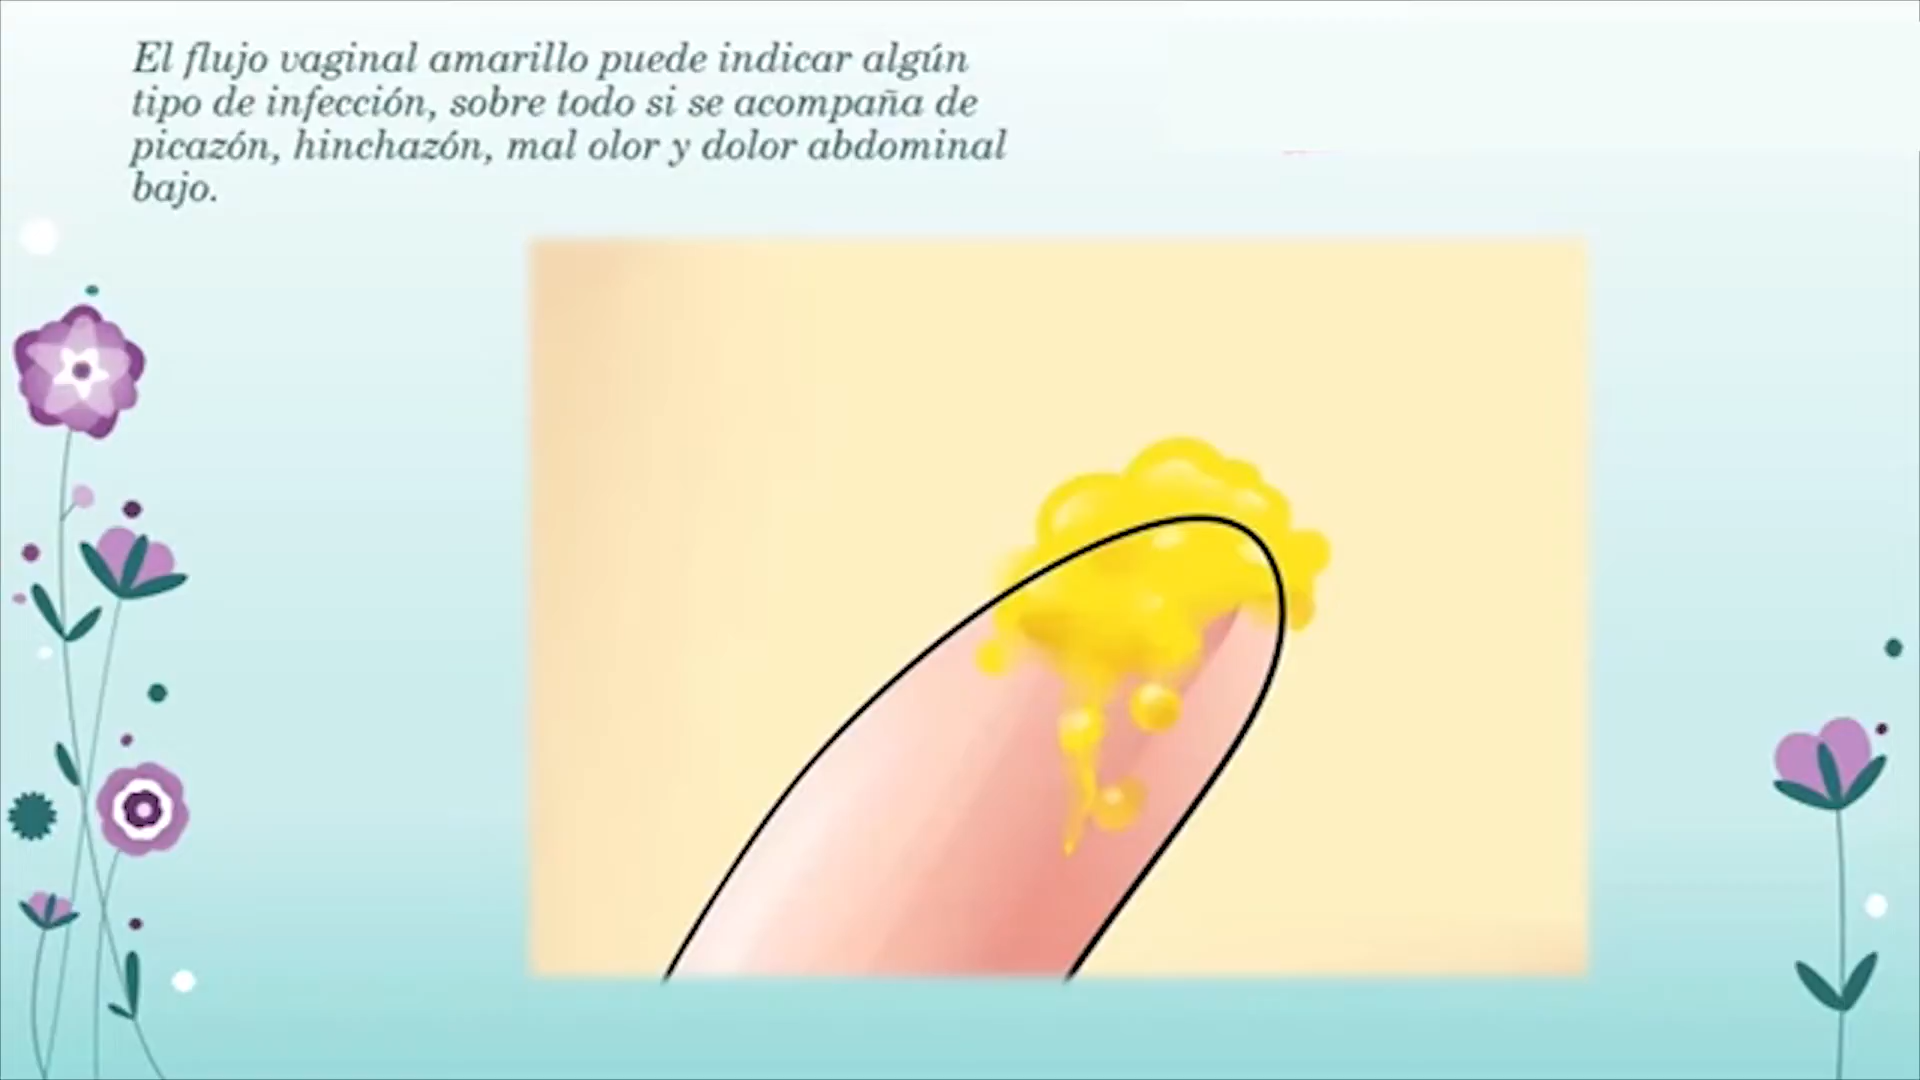 El flujo vaginal amarillo puede indicar algún
tipo de infección, sobre todo si se acompaña de
picazón, hinchazón, mal olor y dolor abdominal
bajo.